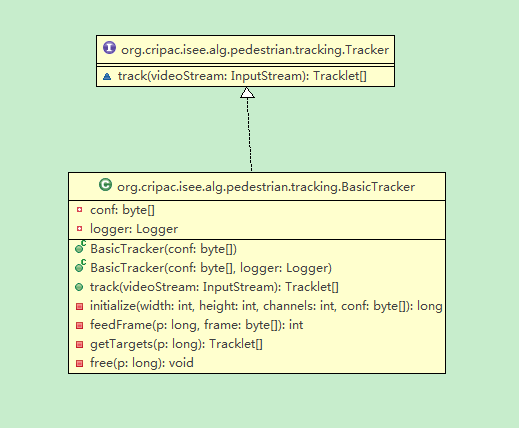 I org.cripac.isee.alg.pedestrian.tracking.Tracker
track(videoStream: InputStream): Tracklet[]
C org.cripac.isee.alg.pedestrian.tracking.BasicTracker
conf: byte[]
logger: Logger
C BasicTracker(conf: byte[])
C BasicTracker(conf: byte[], logger: Logger)
track(videoStream: InputStream): Tracklet[]
initialize(width: int, height: int, channels: int, conf: byte[]): long
feedFrame(p: long, frame: byte[]): int
getTargets(p: long): Tracklet[]
free(p: long): void